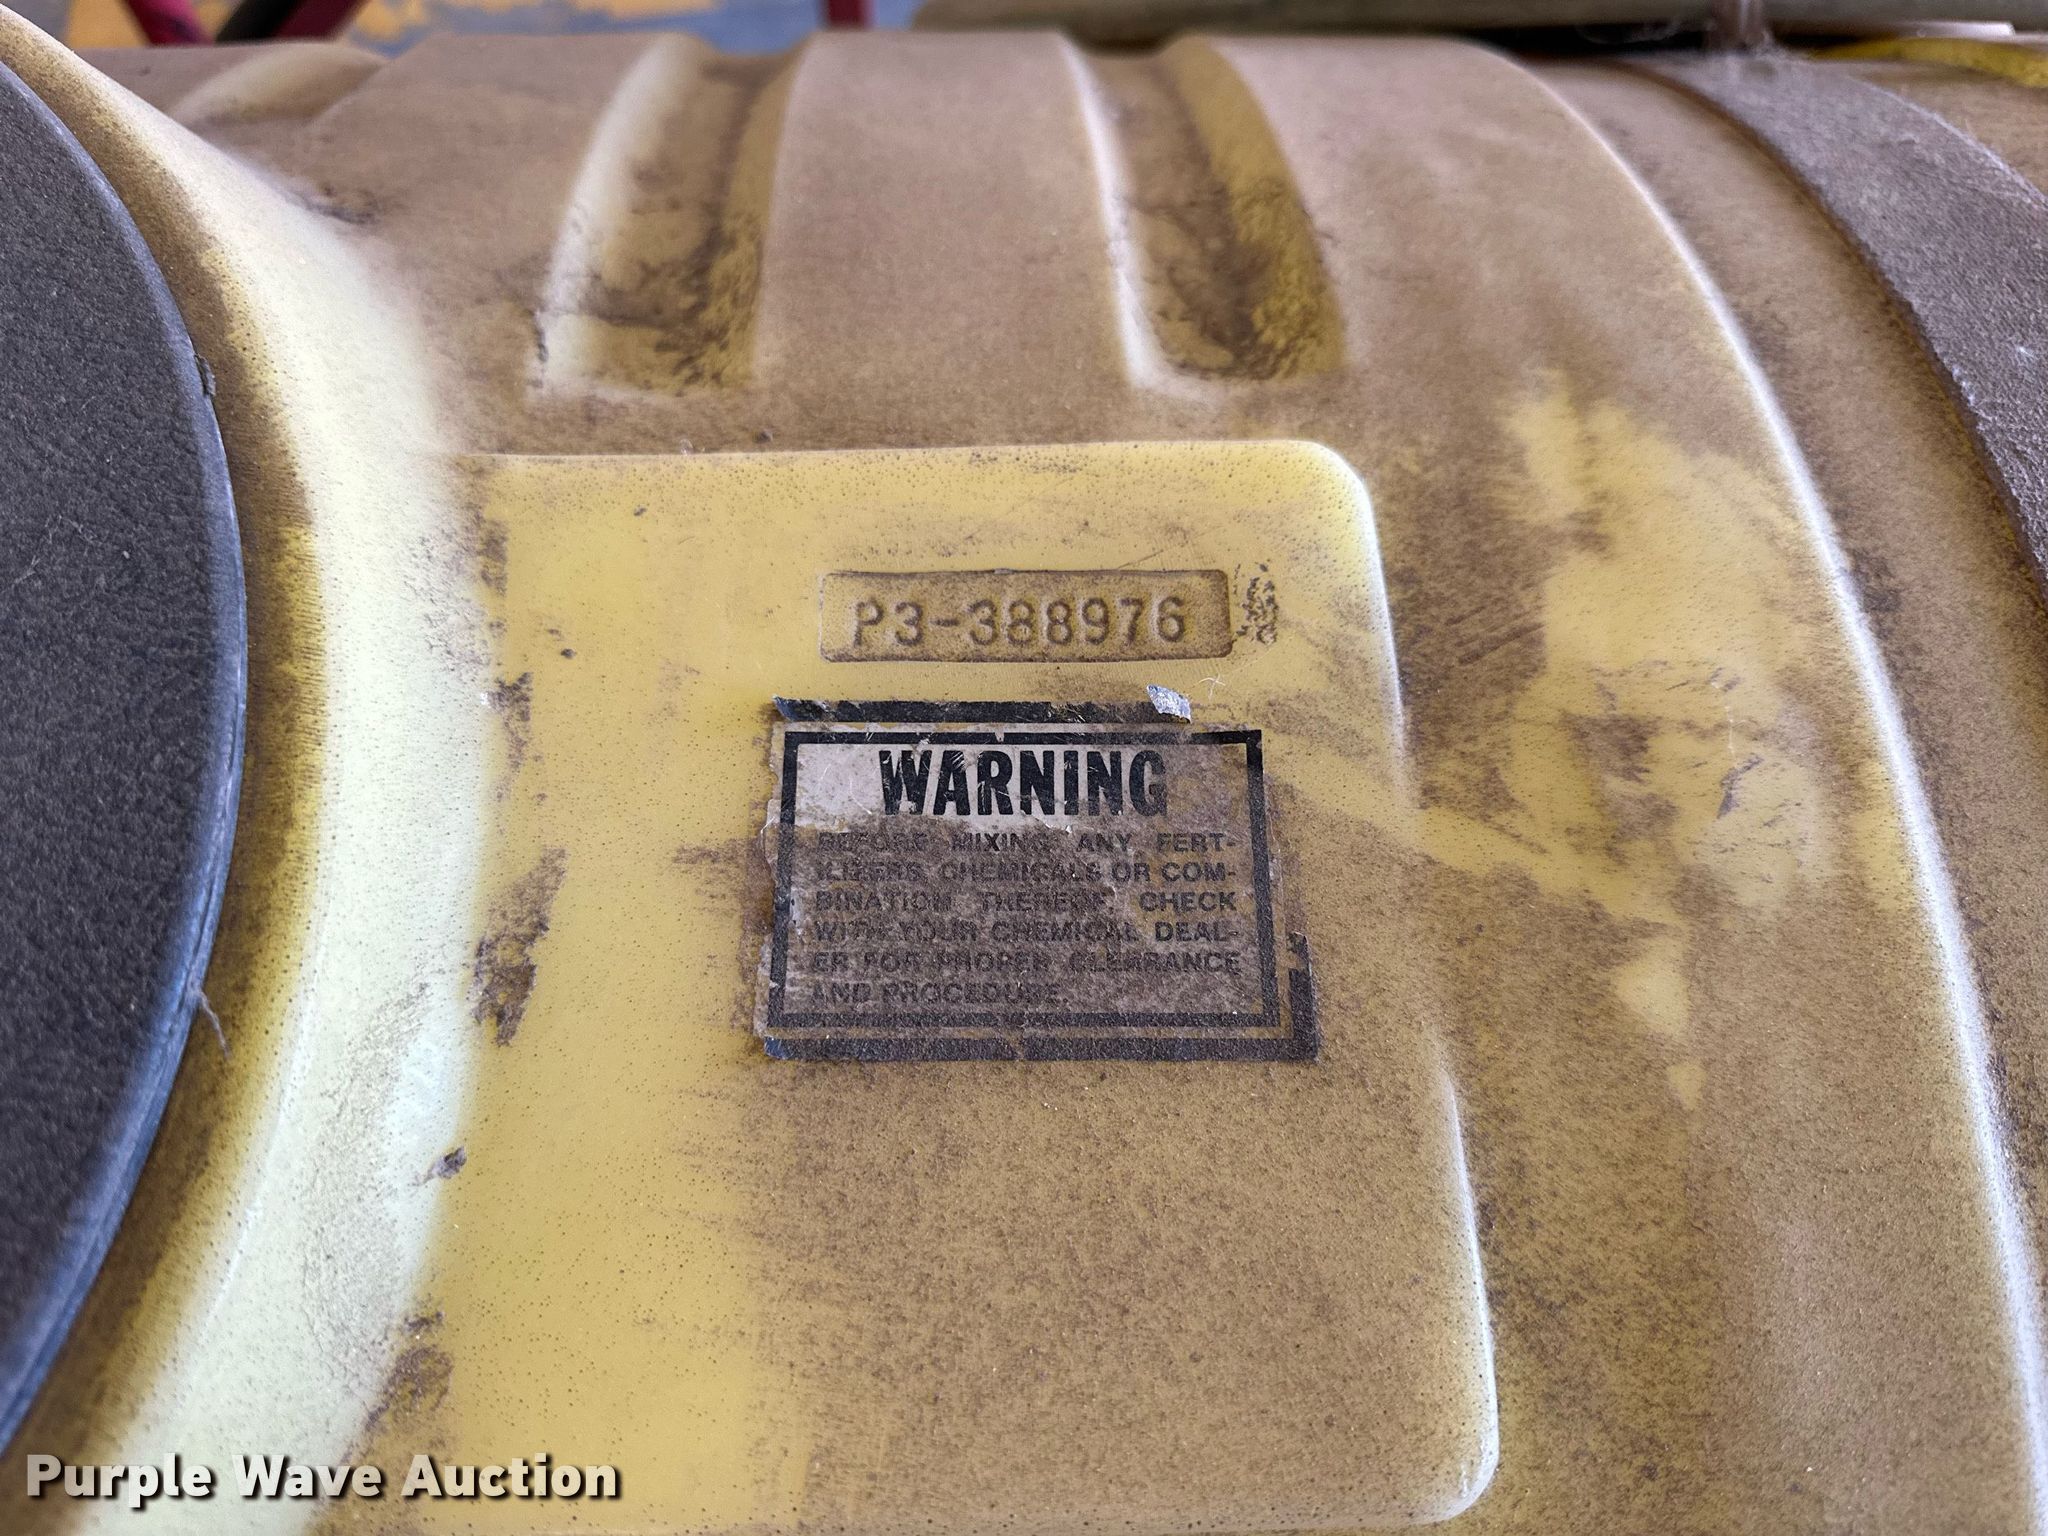 P3-388976
WARNING
BEFORE MIXING ANY FERT-
ILIZERS, CHEMICALS OR COM-
BINATION THEREOF, CHECK
WITH YOUR CHEMICAL DEAL-
ER FOR PROPER CLEARANCE
AND PROCEDURE.
Purple Wave Auction